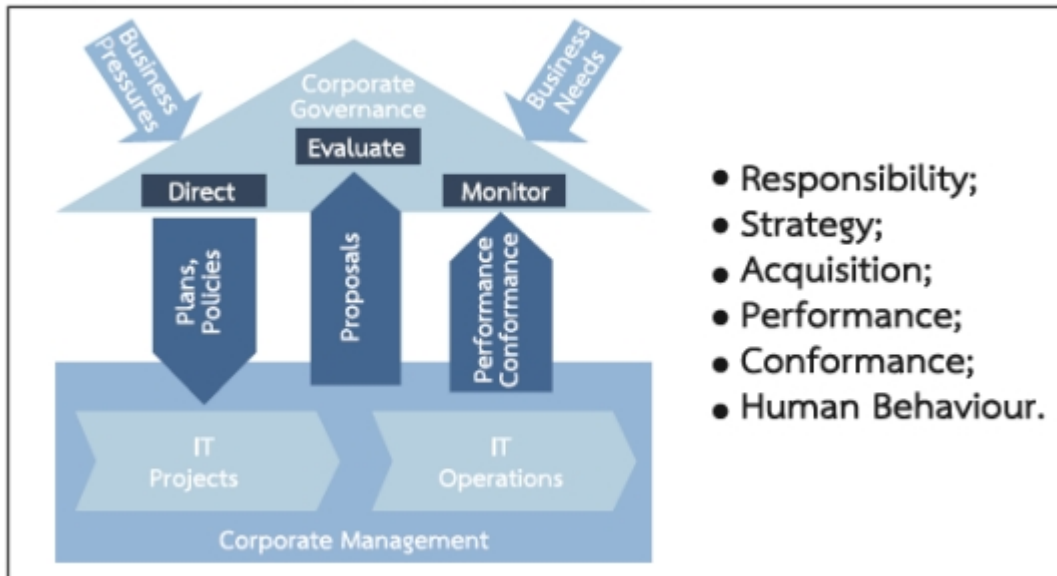 Business
Pressures
Business
Needs
Corporate
Governance
Evaluate
Direct
Monitor
Plans,
Policies
Proposals
Performance
Conformance
IT
Projects
IT
Operations
Corporate Management
● Responsibility;
● Strategy;
● Acquisition;
● Performance;
● Conformance;
● Human Behaviour.